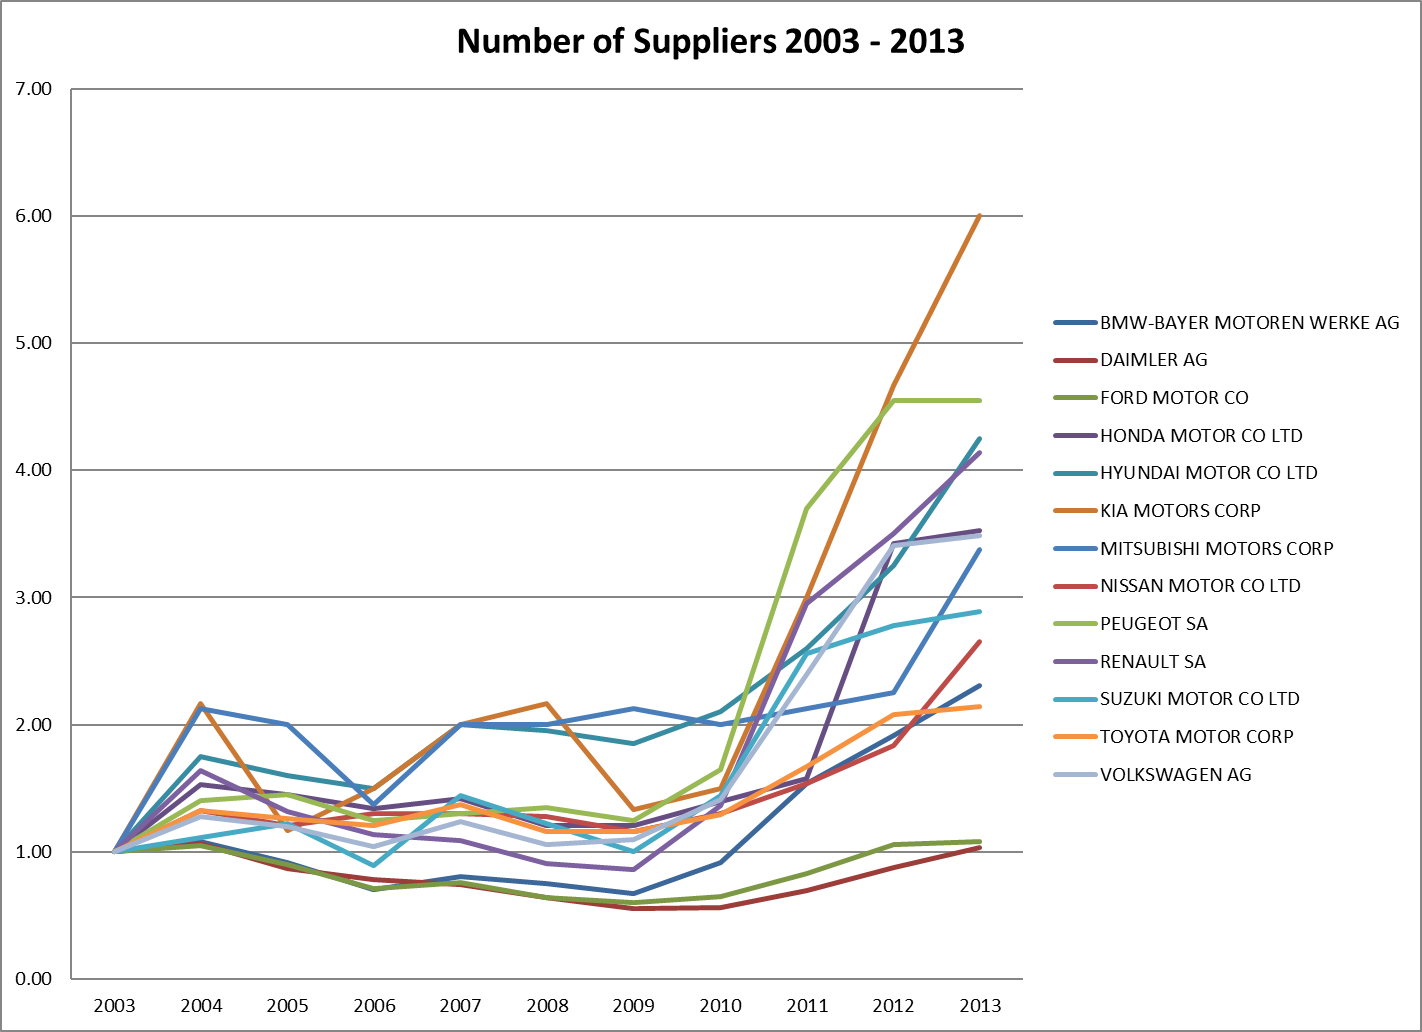 Number of Suppliers 2003 - 2013
7.00
6.00
5.00
4.00
3.00
2.00
1.00
0.00
2003 2004 2005 2006 2007 2008 2009 2010 2011 2012 2013
BMW-BAYER MOTOREN WERKE AG
DAIMLER AG
FORD MOTOR CO
HONDA MOTOR CO LTD
HYUNDAI MOTOR CO LTD
KIA MOTORS CORP
MITSUBISHI MOTORS CORP
NISSAN MOTOR CO LTD
PEUGEOT SA
RENAULT SA
SUZUKI MOTOR CO LTD
TOYOTA MOTOR CORP
VOLKSWAGEN AG